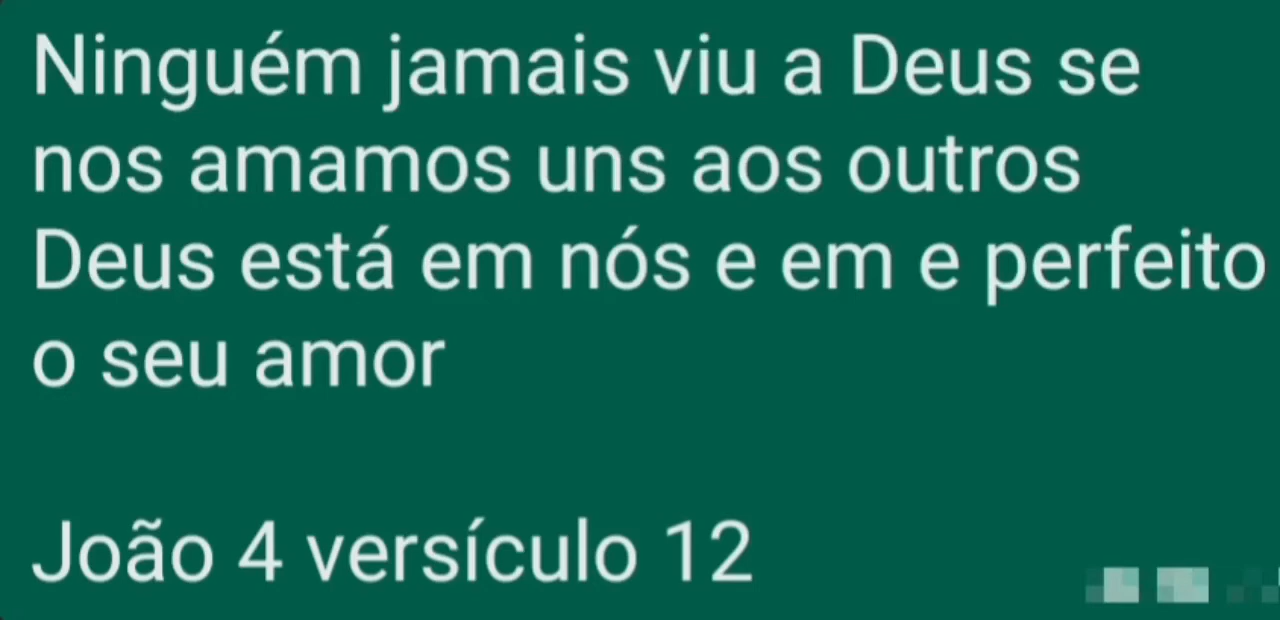 Ninguém jamais viu a Deus se
nos amamos uns aos outros
Deus está em nós e em e perfeito
o seu amor
João 4 versículo 12